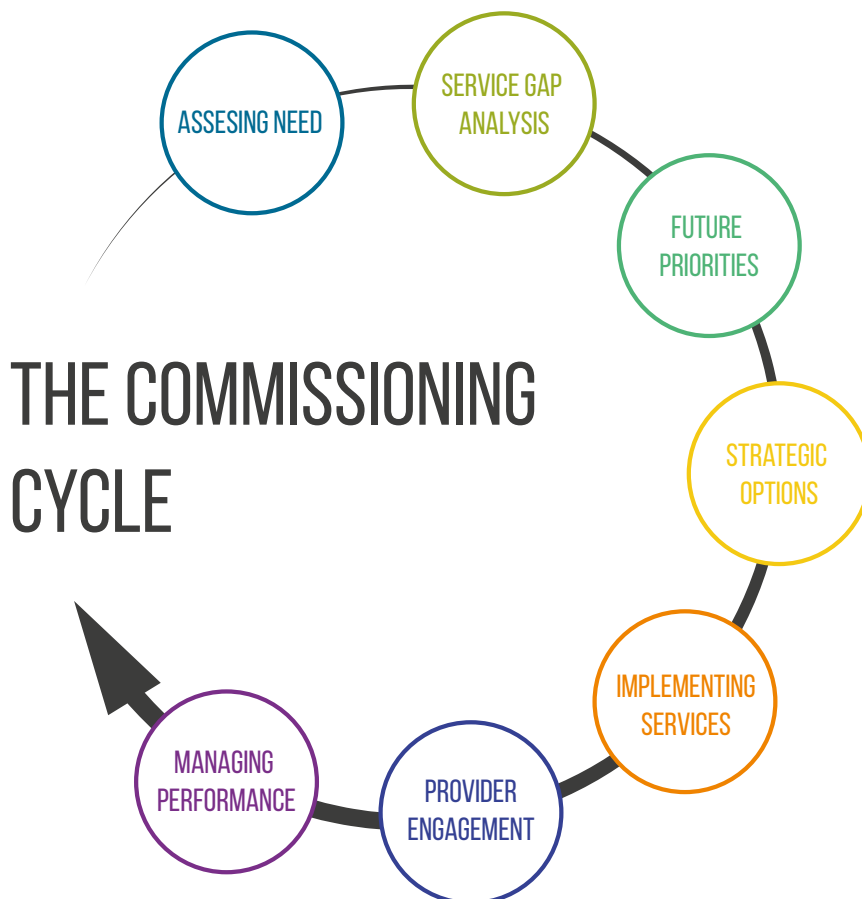 ASSESING NEED
SERVICE GAP
ANALYSIS
FUTURE
PRIORITIES
THE COMMISSIONING
CYCLE
STRATEGIC
OPTIONS
IMPLEMENTING
SERVICES
PROVIDER
ENGAGEMENT
MANAGING
PERFORMANCE